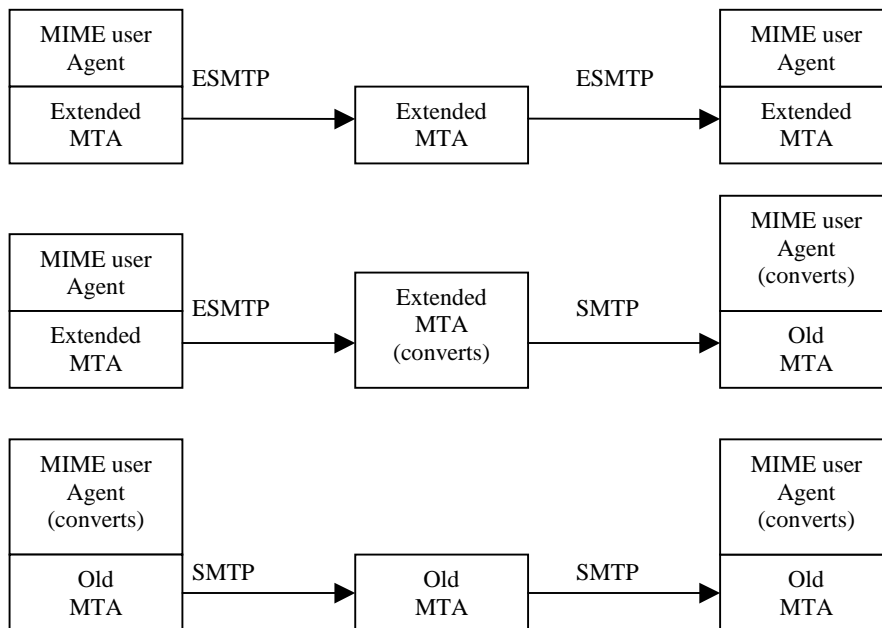 MIME user
Agent
Extended
MTA
ESMTP
Extended
MTA
ESMTP
MIME user
Agent
Extended
MTA
MIME user
Agent
Extended
MTA
ESMTP
Extended
MTA
(converts)
SMTP
MIME user
Agent
(converts)
Old
MTA
MIME user
Agent
(converts)
Old
MTA
SMTP
Old
MTA
SMTP
MIME user
Agent
(converts)
Old
MTA